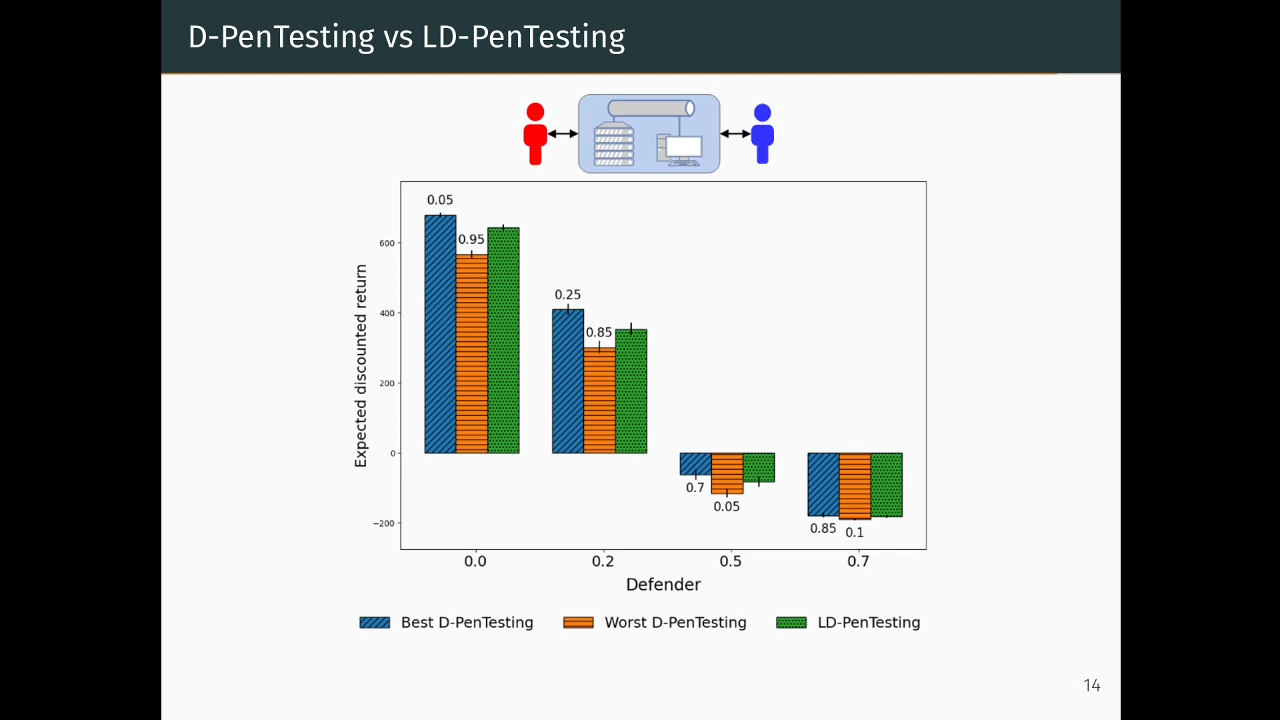 D-PenTesting vs LD-PenTesting
0.05
0.95
0.25
0.85
0.7
0.05
0.85
0.1
600
400
200
0
−200
Expected discounted return
0.0 0.2 0.5 0.7
Defender
Best D-PenTesting Worst D-PenTesting LD-PenTesting
14